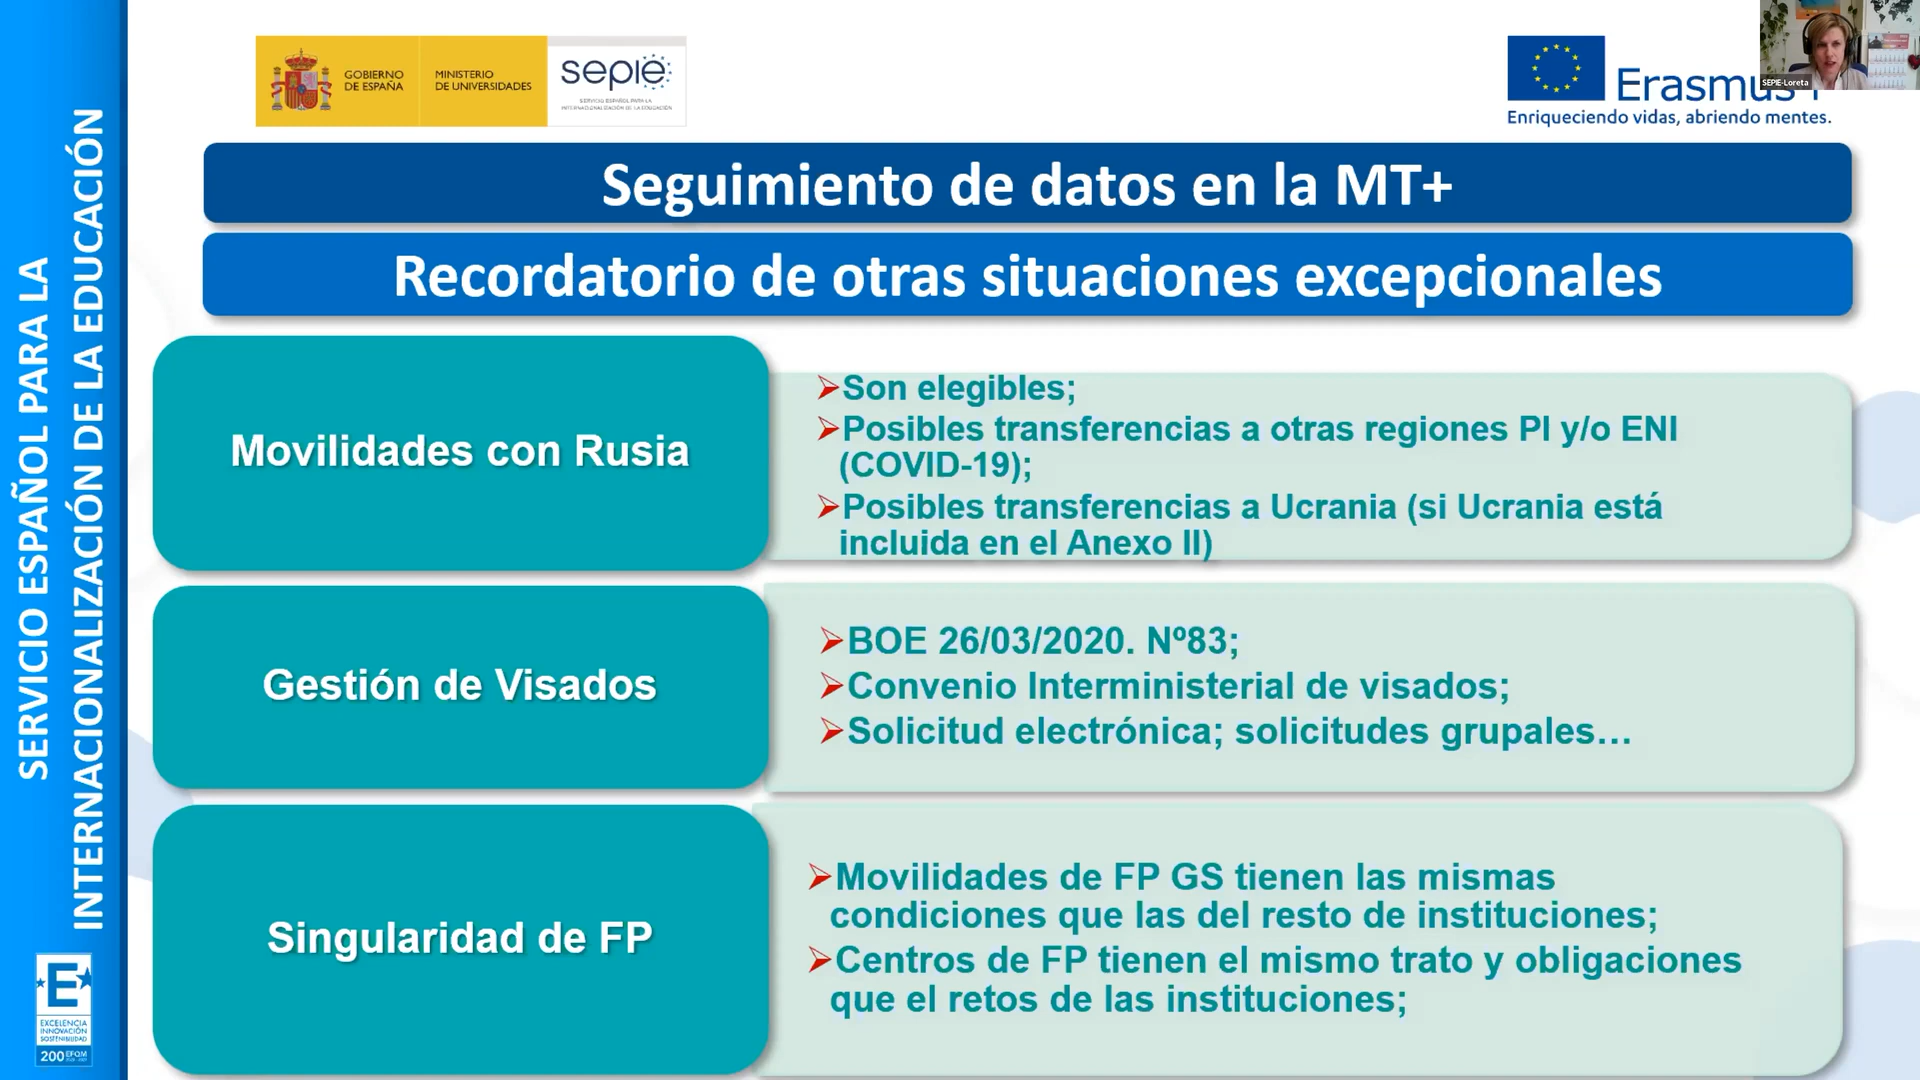 SERVICIO ESPAÑOL PARA LA
INTERNACIONALIZACIÓN DE LA EDUCACIÓN
EXCELENCIA
INNOVACIÓN
SOSTENIBILIDAD
200 EFQM
GOBIERNO
DE ESPAÑA
MINISTERIO
DE UNIVERSIDADES
sepie
SERVICIO ESPAÑOL PARA LA
INTERNACIONALIZACIÓN DE LA EDUCACIÓN
Erasmus+
Enriqueciendo vidas, abriendo mentes.
SEPIE-Loreta
Seguimiento de datos en la MT+
Recordatorio de otras situaciones excepcionales
Movilidades con Rusia
Son elegibles;
Posibles transferencias a otras regiones PI y/o ENI
(COVID-19);
Posibles transferencias a Ucrania (si Ucrania está
incluida en el Anexo II)
Gestión de Visados
BOE 26/03/2020. Nº83;
Convenio Interministerial de visados;
Solicitud electrónica; solicitudes grupales…
Singularidad de FP
Movilidades de FP GS tienen las mismas
condiciones que las del resto de instituciones;
Centros de FP tienen el mismo trato y obligaciones
que el retos de las instituciones;